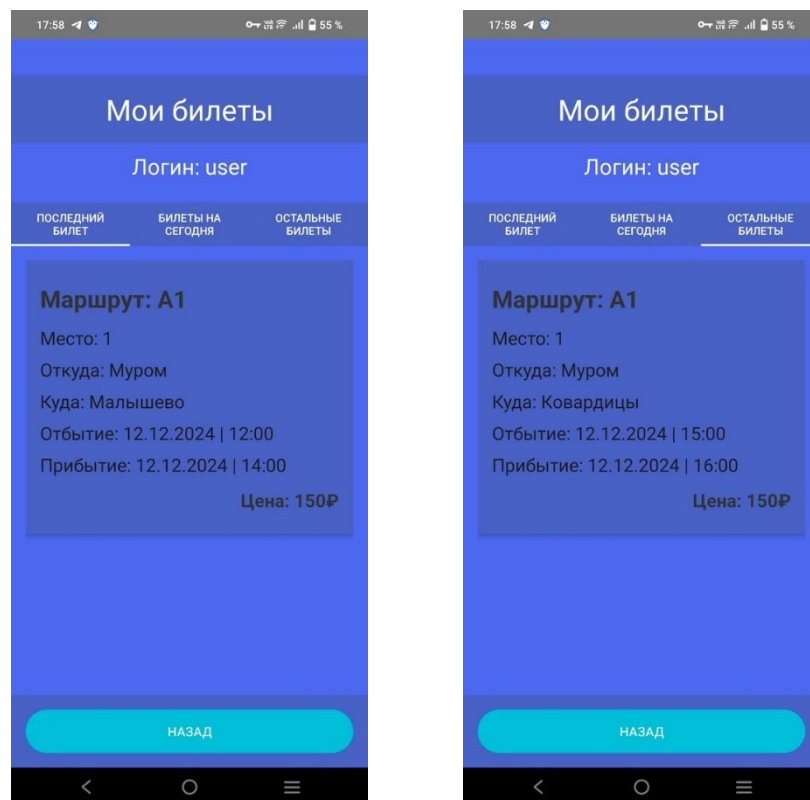 17:58 55 %
Мои билеты
Логин: user
ПОСЛЕДНИЙ БИЛЕТ
БИЛЕТЫ НА СЕГОДНЯ
ОСТАЛЬНЫЕ БИЛЕТЫ
Маршрут: А1
Место: 1
Откуда: Муром
Куда: Малышево
Отбытие: 12.12.2024 | 12:00
Прибытие: 12.12.2024 | 14:00
Цена: 150₽
НАЗАД
17:58 55 %
Мои билеты
Логин: user
ПОСЛЕДНИЙ БИЛЕТ
БИЛЕТЫ НА СЕГОДНЯ
ОСТАЛЬНЫЕ БИЛЕТЫ
Маршрут: А1
Место: 1
Откуда: Муром
Куда: Ковардицы
Отбытие: 12.12.2024 | 15:00
Прибытие: 12.12.2024 | 16:00
Цена: 150₽
НАЗАД